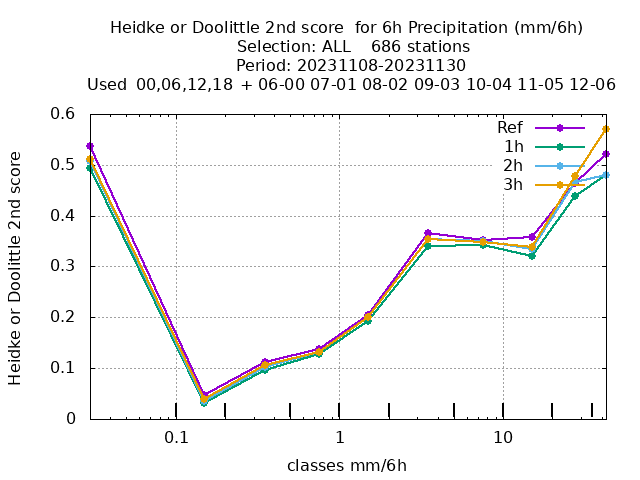 Heidke or Doolittle 2nd score  for 6h Precipitation (mm/6h)
Selection: ALL    686 stations
Period: 20231108-20231130
Used  00,06,12,18  + 06-00 07-01 08-02 09-03 10-04 11-05 12-06
Heidke or Doolittle 2nd score
0.6
0.5
0.4
0.3
0.2
0.1
0
Ref
1h
2h
3h
0.1
1
10
classes mm/6h